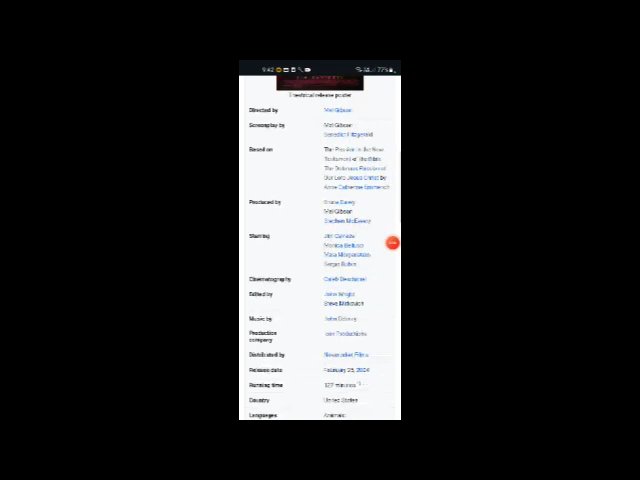 9:42
77%
Theatrical release poster
Directed by Mel Gibson
Screenplay by Mel Gibson
Benedict Fitzgerald
Based on The Passion in the New
Testament of the Bible
The Dolorous Passion of
Our Lord Jesus Christ by
Anne Catherine Emmerich
Produced by Bruce Davey
Mel Gibson
Stephen McEveety
Starring Jim Caviezel
Monica Bellucci
Maia Morgenstern
Sergio Rubini
Cinematography Caleb Deschanel
Edited by John Wright
Steve Mirkovich
Music by John Debney
Production
company Icon Productions
Distributed by Newmarket Films
Release date February 25, 2004
Running time 127 minutes
Country United States
Languages Aramaic